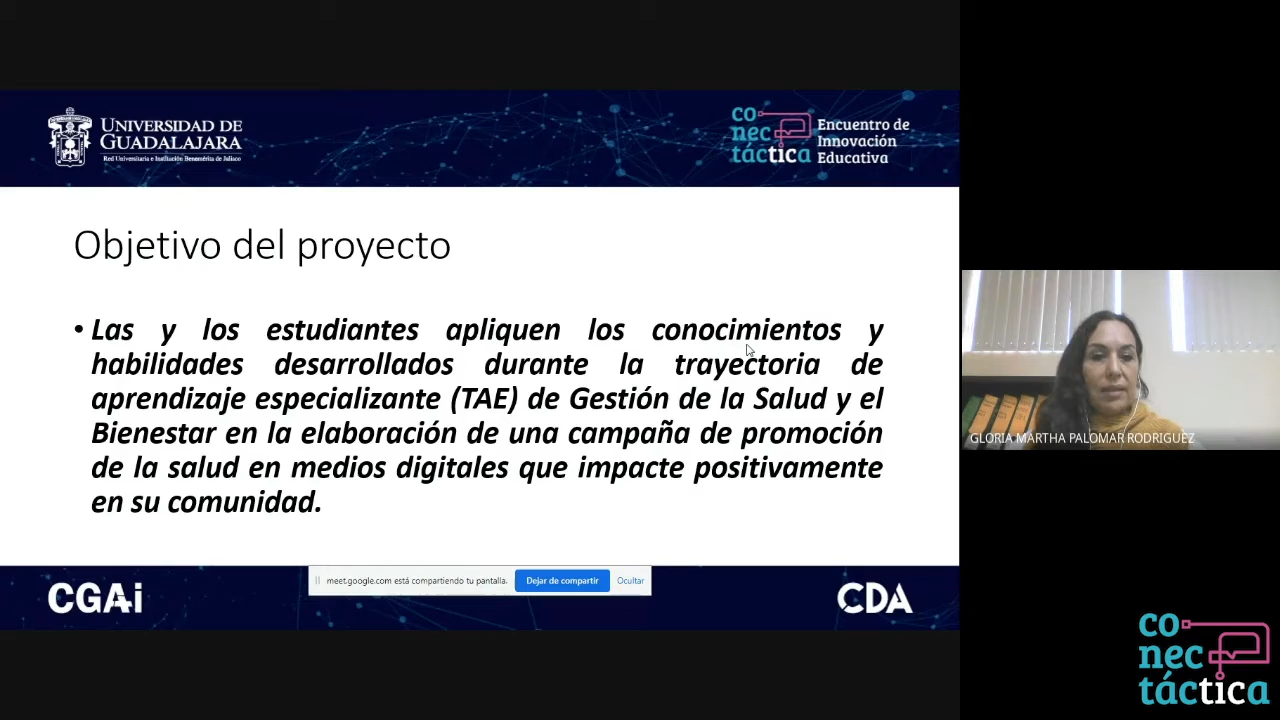 UNIVERSIDAD DE
GUADALAJARA
Red Universitaria e Institución Benemérita de Jalisco
co
nec
táctica
Encuentro de
Innovación
Educativa
Objetivo del proyecto
• Las y los estudiantes apliquen los conocimientos y
habilidades desarrollados durante la trayectoria de
aprendizaje especializante (TAE) de Gestión de la Salud y el
Bienestar en la elaboración de una campaña de promoción
de la salud en medios digitales que impacte positivamente
en su comunidad.
meet.google.com está compartiendo tu pantalla.
Dejar de compartir
Ocultar
CGAi
CDA
GLORIA MARTHA PALOMAR RODRIGUEZ
co
nec
táctica